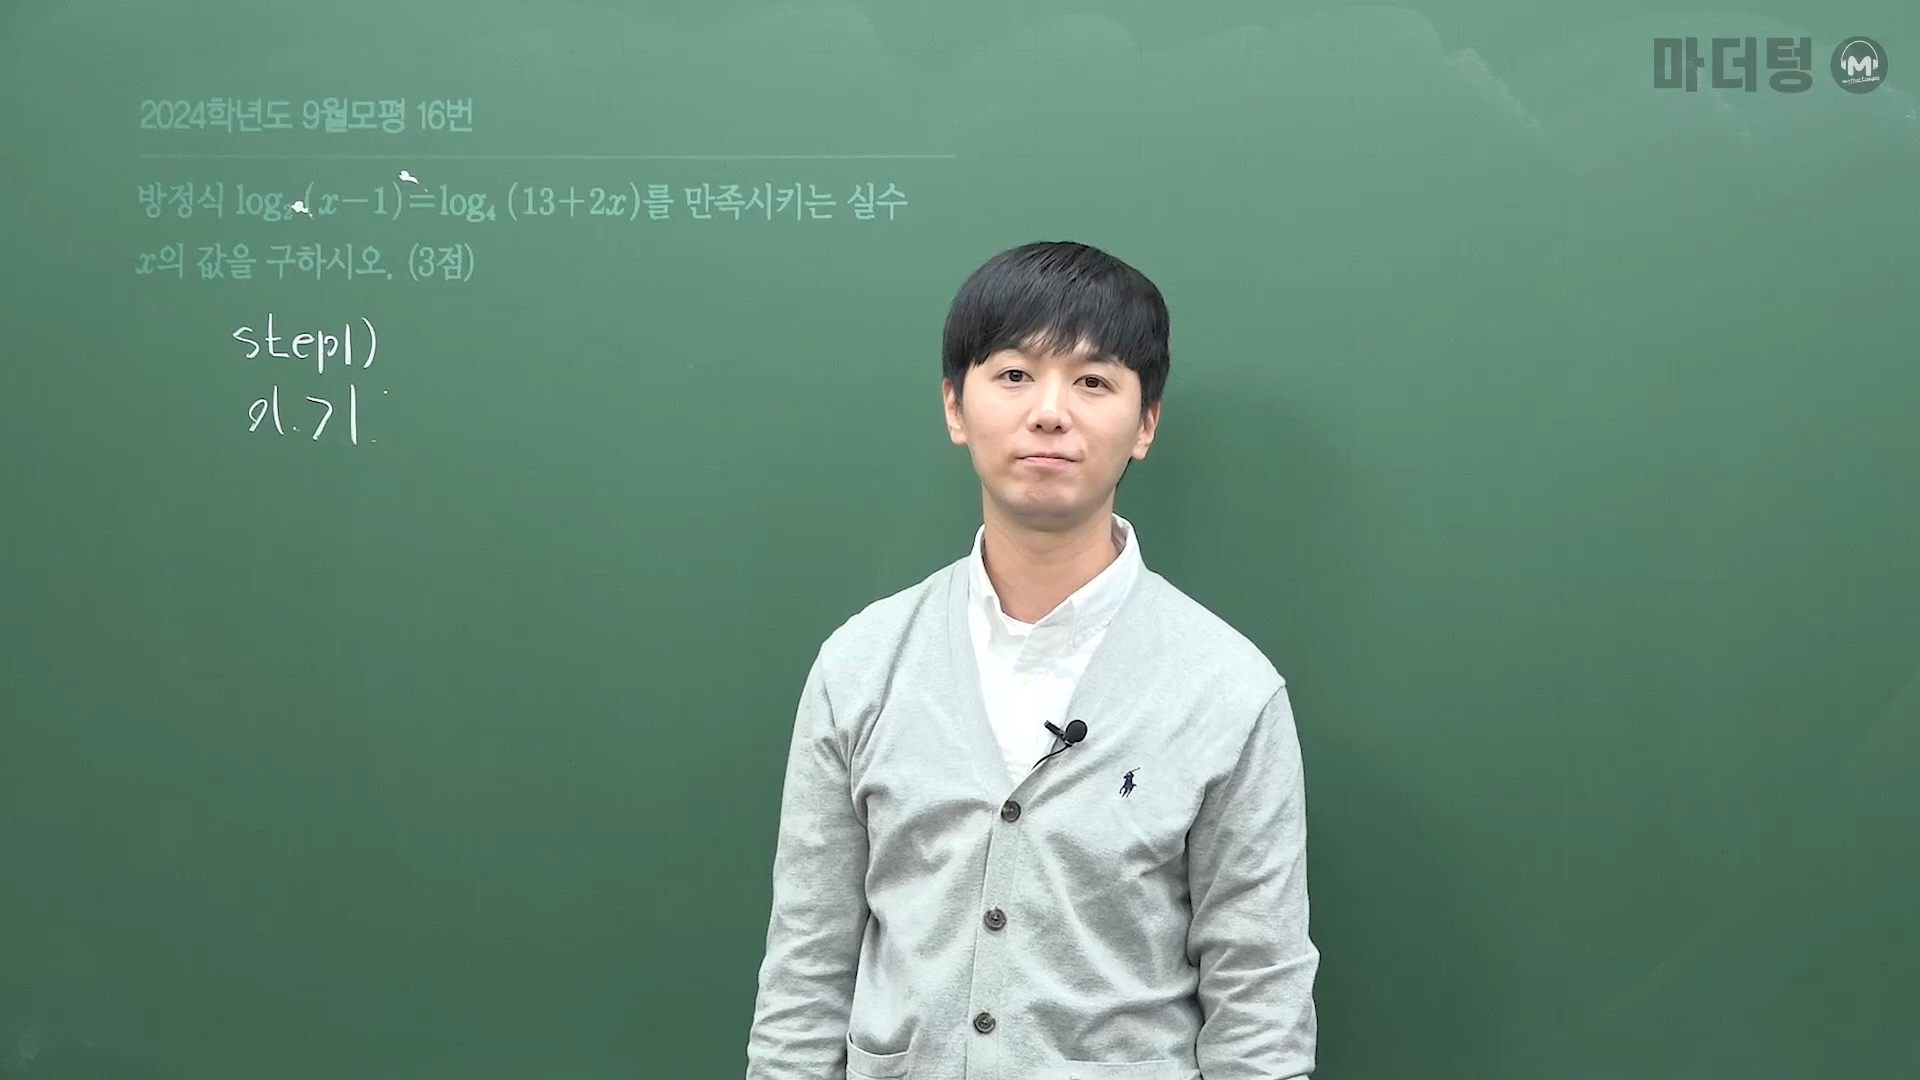 마더텅 M
2024학년도 9월모평 16번
방정식 log₂(x−1)=log₄(13+2x)를 만족시키는 실수
x의 값을 구하시오. (3점)
step1)